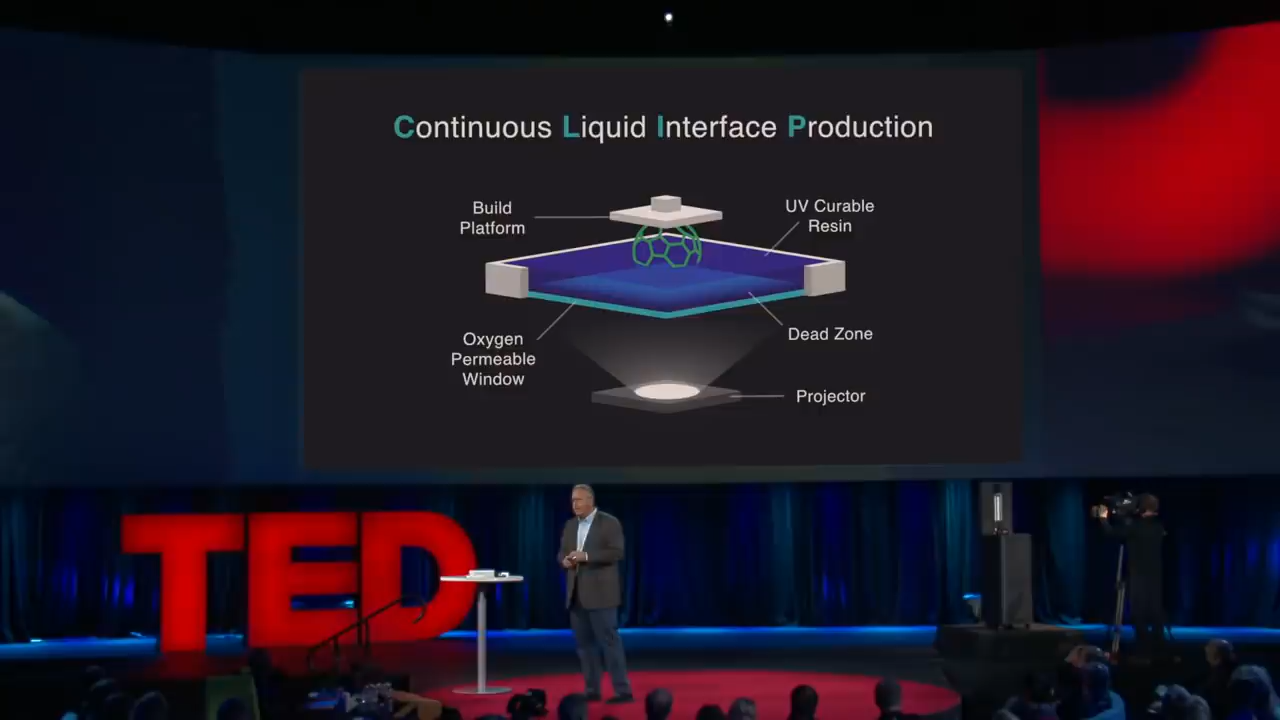 Continuous Liquid Interface Production
Build
Platform
UV Curable
Resin
Oxygen
Permeable
Window
Dead Zone
Projector
TED